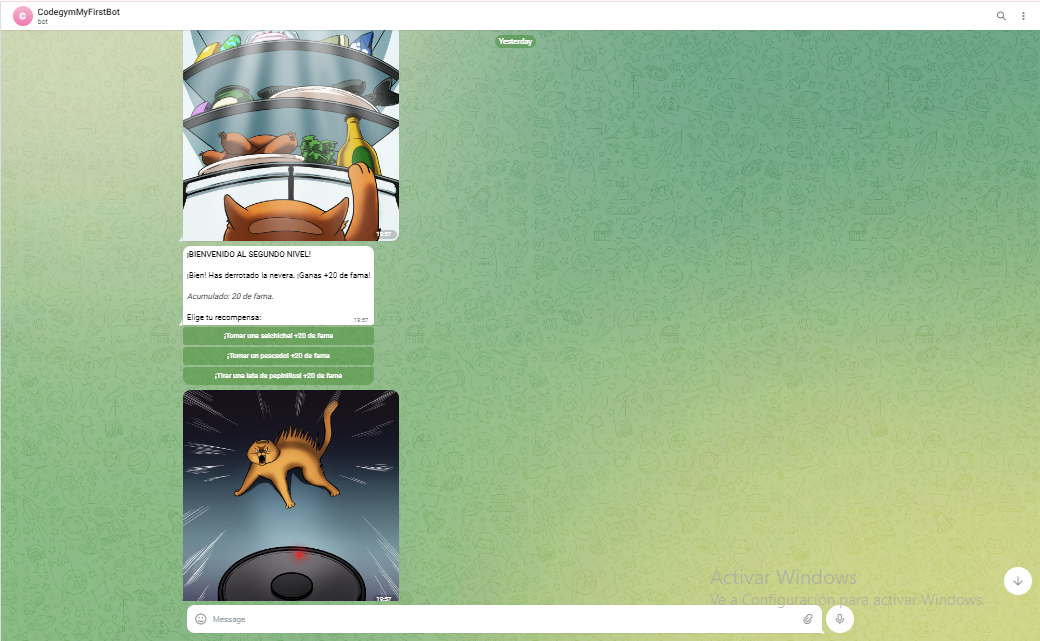 C
CodegymMyFirstBot
bot
Yesterday
19:57
¡BIENVENIDO AL SEGUNDO NIVEL!
¡Bien! Has derrotado la nevera. ¡Ganas +20 de fama!
Acumulado: 20 de fama.
Elige tu recompensa:
19:57
¡Tomar una salchicha! +20 de fama
¡Tomar un pescado! +20 de fama
¡Tirar una lata de pepinillos! +20 de fama
19:57
Activar Windows
Ve a Configuración para activar Windows.
Message